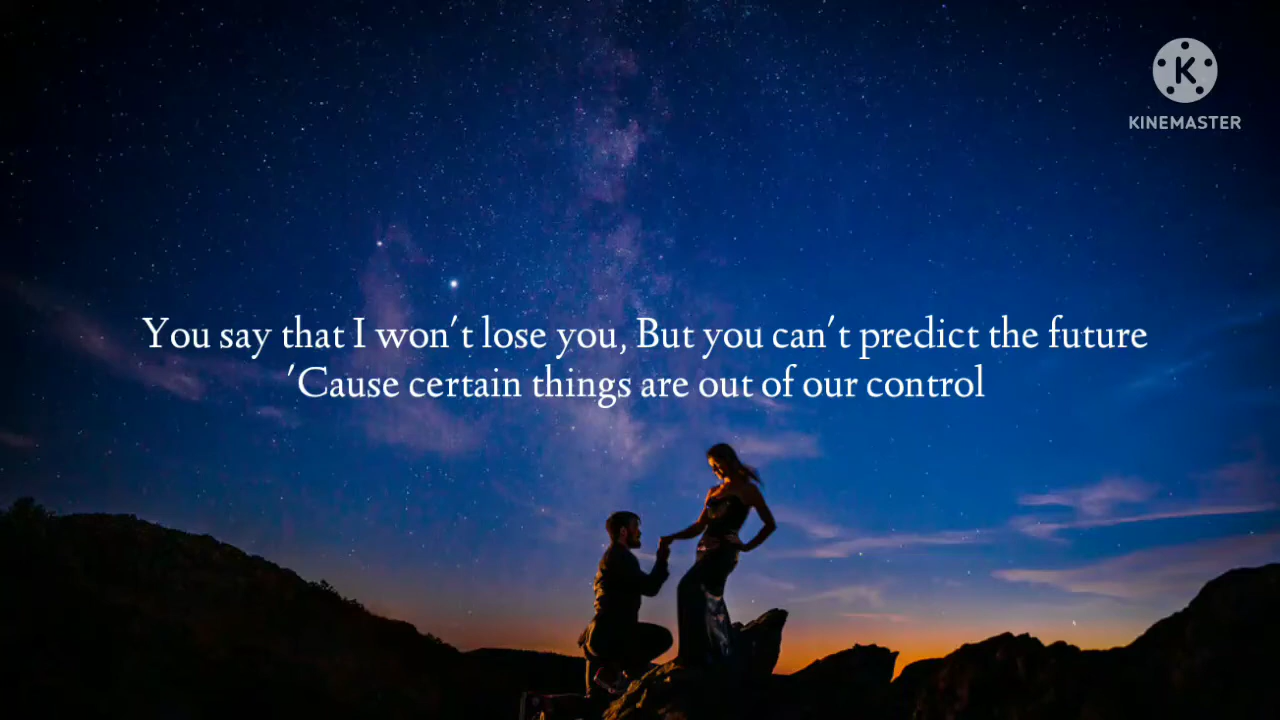 KINEMASTER
You say that I won't lose you, But you can't predict the future
'Cause certain things are out of our control